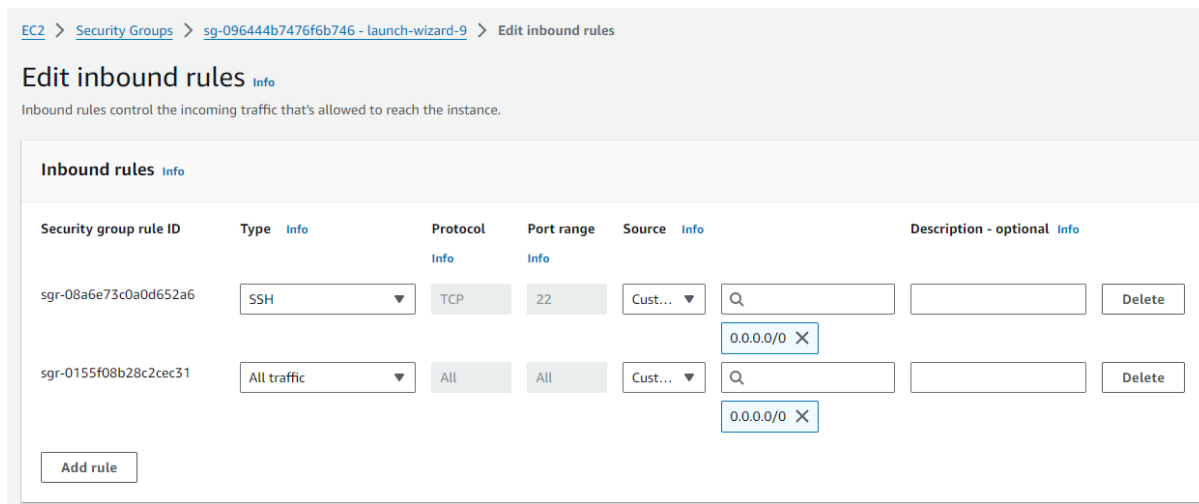 EC2 > Security Groups > sg-096444b7476f6b746 - launch-wizard-9 > Edit inbound rules
Edit inbound rules Info
Inbound rules control the incoming traffic that's allowed to reach the instance.
Inbound rules Info
Security group rule ID Type Info Protocol Info Port range Info Source Info Description - optional Info
sgr-08a6e73c0a0d652a6 SSH TCP 22 Cust... Delete
0.0.0.0/0
sgr-0155f08b28c2cec31 All traffic All All Cust... Delete
0.0.0.0/0
Add rule